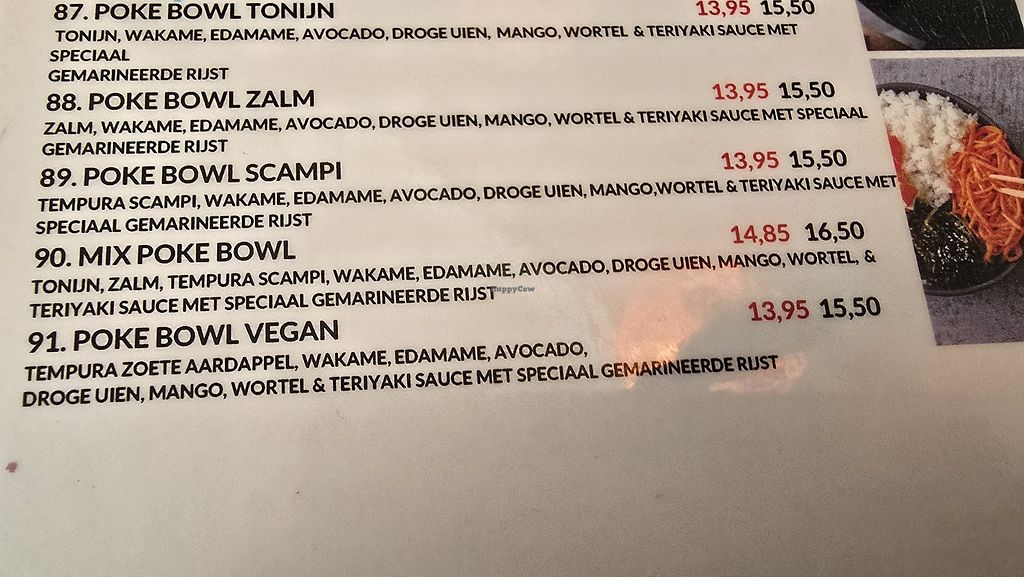 87. POKE BOWL TONIJN 13,95 15,50
TONIJN, WAKAME, EDAMAME, AVOCADO, DROGE UIEN, MANGO, WORTEL & TERIYAKI SAUCE MET
SPECIAAL
GEMARINEERDE RIJST
88. POKE BOWL ZALM 13,95 15,50
ZALM, WAKAME, EDAMAME, AVOCADO, DROGE UIEN, MANGO, WORTEL & TERIYAKI SAUCE MET SPECIAAL
GEMARINEERDE RIJST
89. POKE BOWL SCAMPI 13,95 15,50
TEMPURA SCAMPI, WAKAME, EDAMAME, AVOCADO, DROGE UIEN, MANGO,WORTEL & TERIYAKI SAUCE MET
SPECIAAL GEMARINEERDE RIJST
90. MIX POKE BOWL 14,85 16,50
TONIJN, ZALM, TEMPURA SCAMPI, WAKAME, EDAMAME, AVOCADO, DROGE UIEN, MANGO, WORTEL, &
TERIYAKI SAUCE MET SPECIAAL GEMARINEERDE RIJST
HappyCow
91. POKE BOWL VEGAN 13,95 15,50
TEMPURA ZOETE AARDAPPEL, WAKAME, EDAMAME, AVOCADO,
DROGE UIEN, MANGO, WORTEL & TERIYAKI SAUCE MET SPECIAAL GEMARINEERDE RIJST